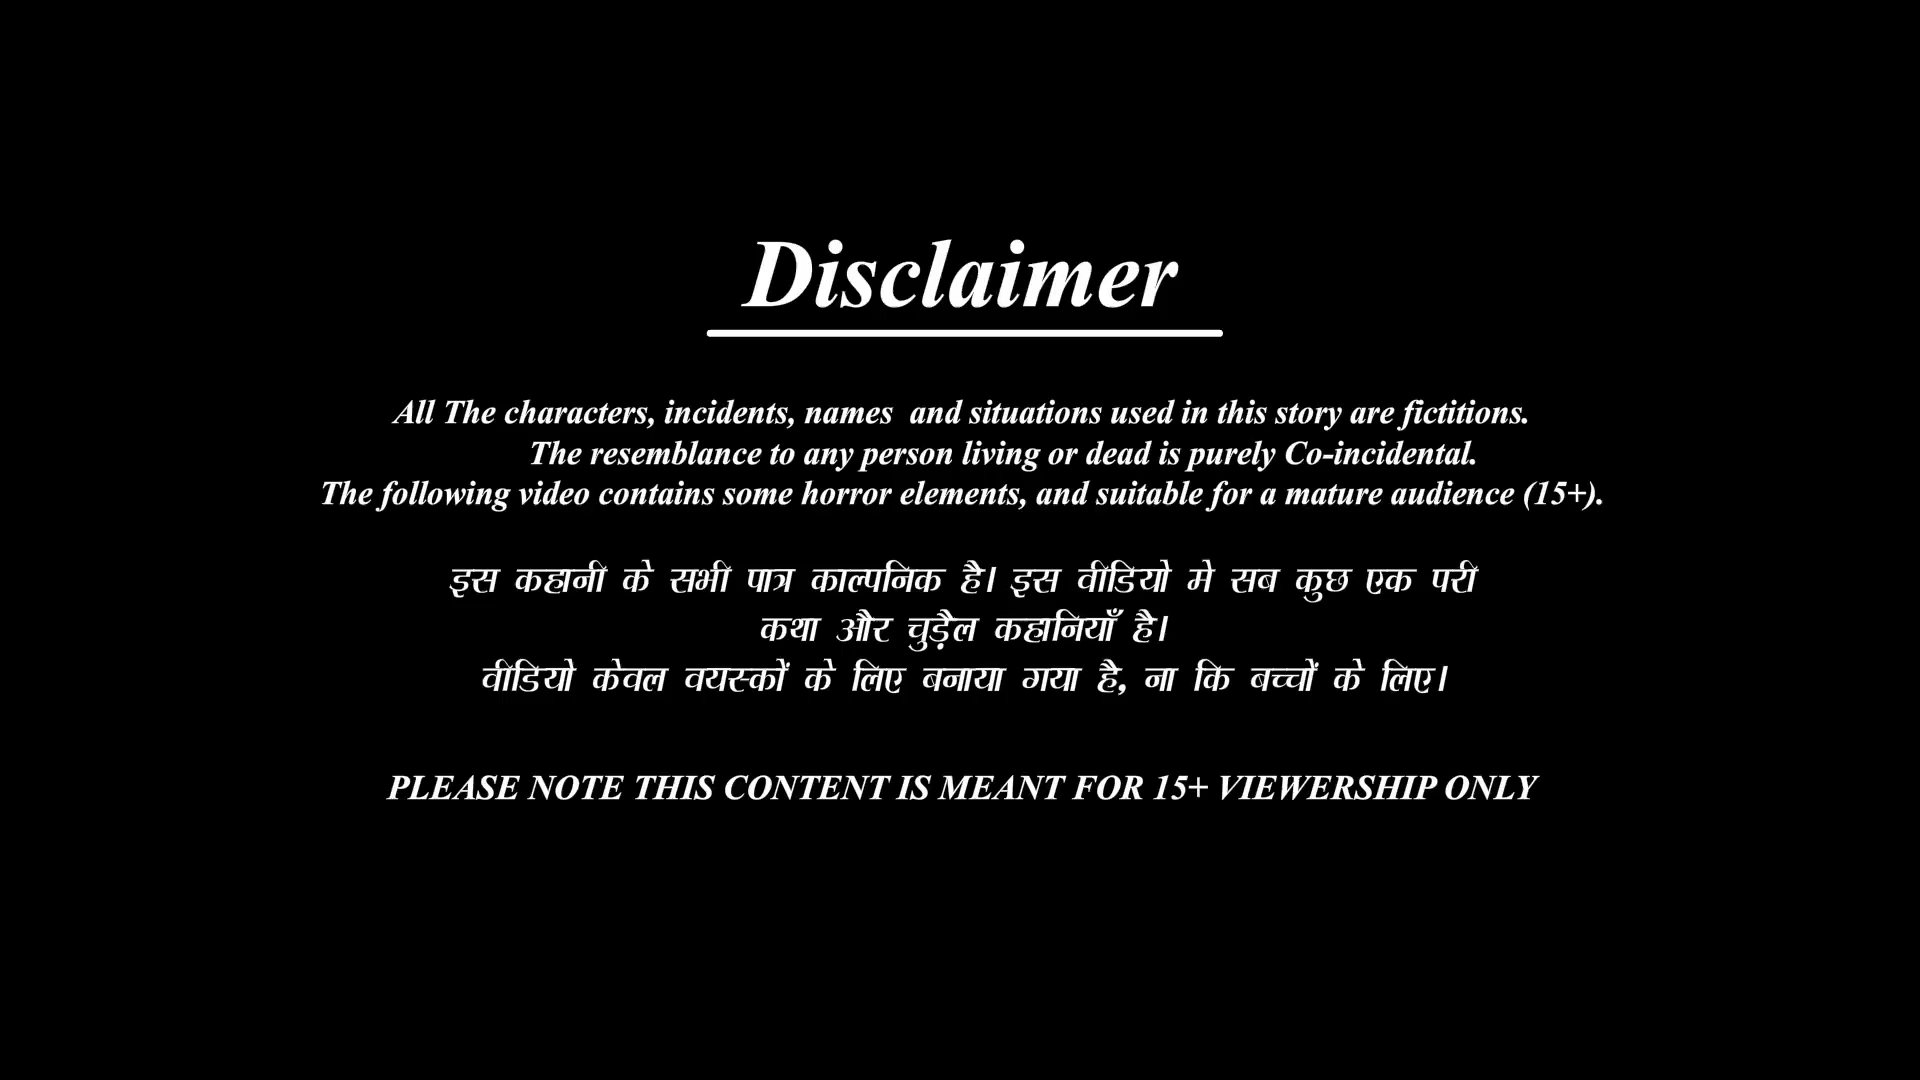 Disclaimer
All The characters, incidents, names and situations used in this story are fictitions.
The resemblance to any person living or dead is purely Co-incidental.
The following video contains some horror elements, and suitable for a mature audience (15+).
इस कहानी के सभी पात्र काल्पनिक है। इस वीडियो मे सब कुछ एक परी
कथा और चुड़ैल कहानियाँ है।
वीडियो केवल वयस्कों के लिए बनाया गया है, ना कि बच्चों के लिए।
PLEASE NOTE THIS CONTENT IS MEANT FOR 15+ VIEWERSHIP ONLY